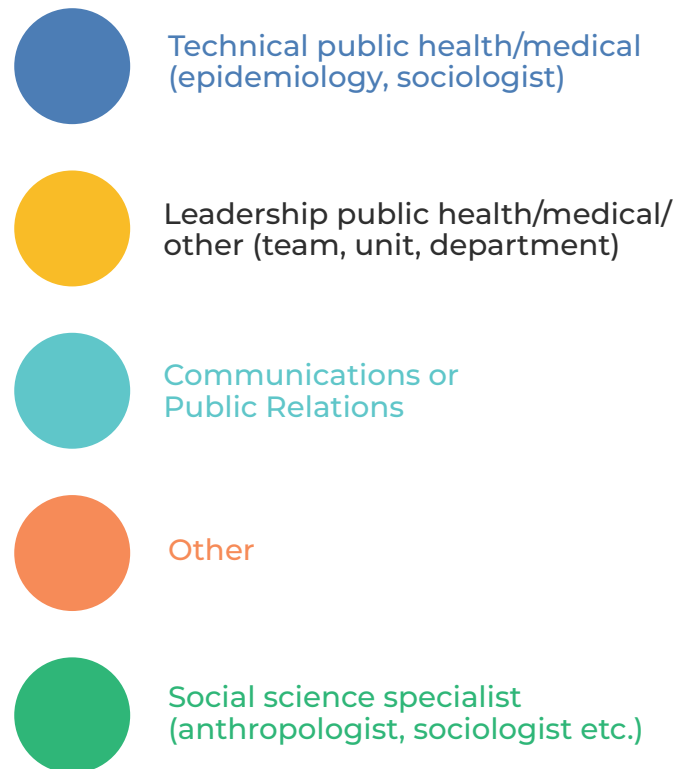 Technical public health/medical
(epidemiology, sociologist)
Leadership public health/medical/
other (team, unit, department)
Communications or
Public Relations
Other
Social science specialist
(anthropologist, sociologist etc.)